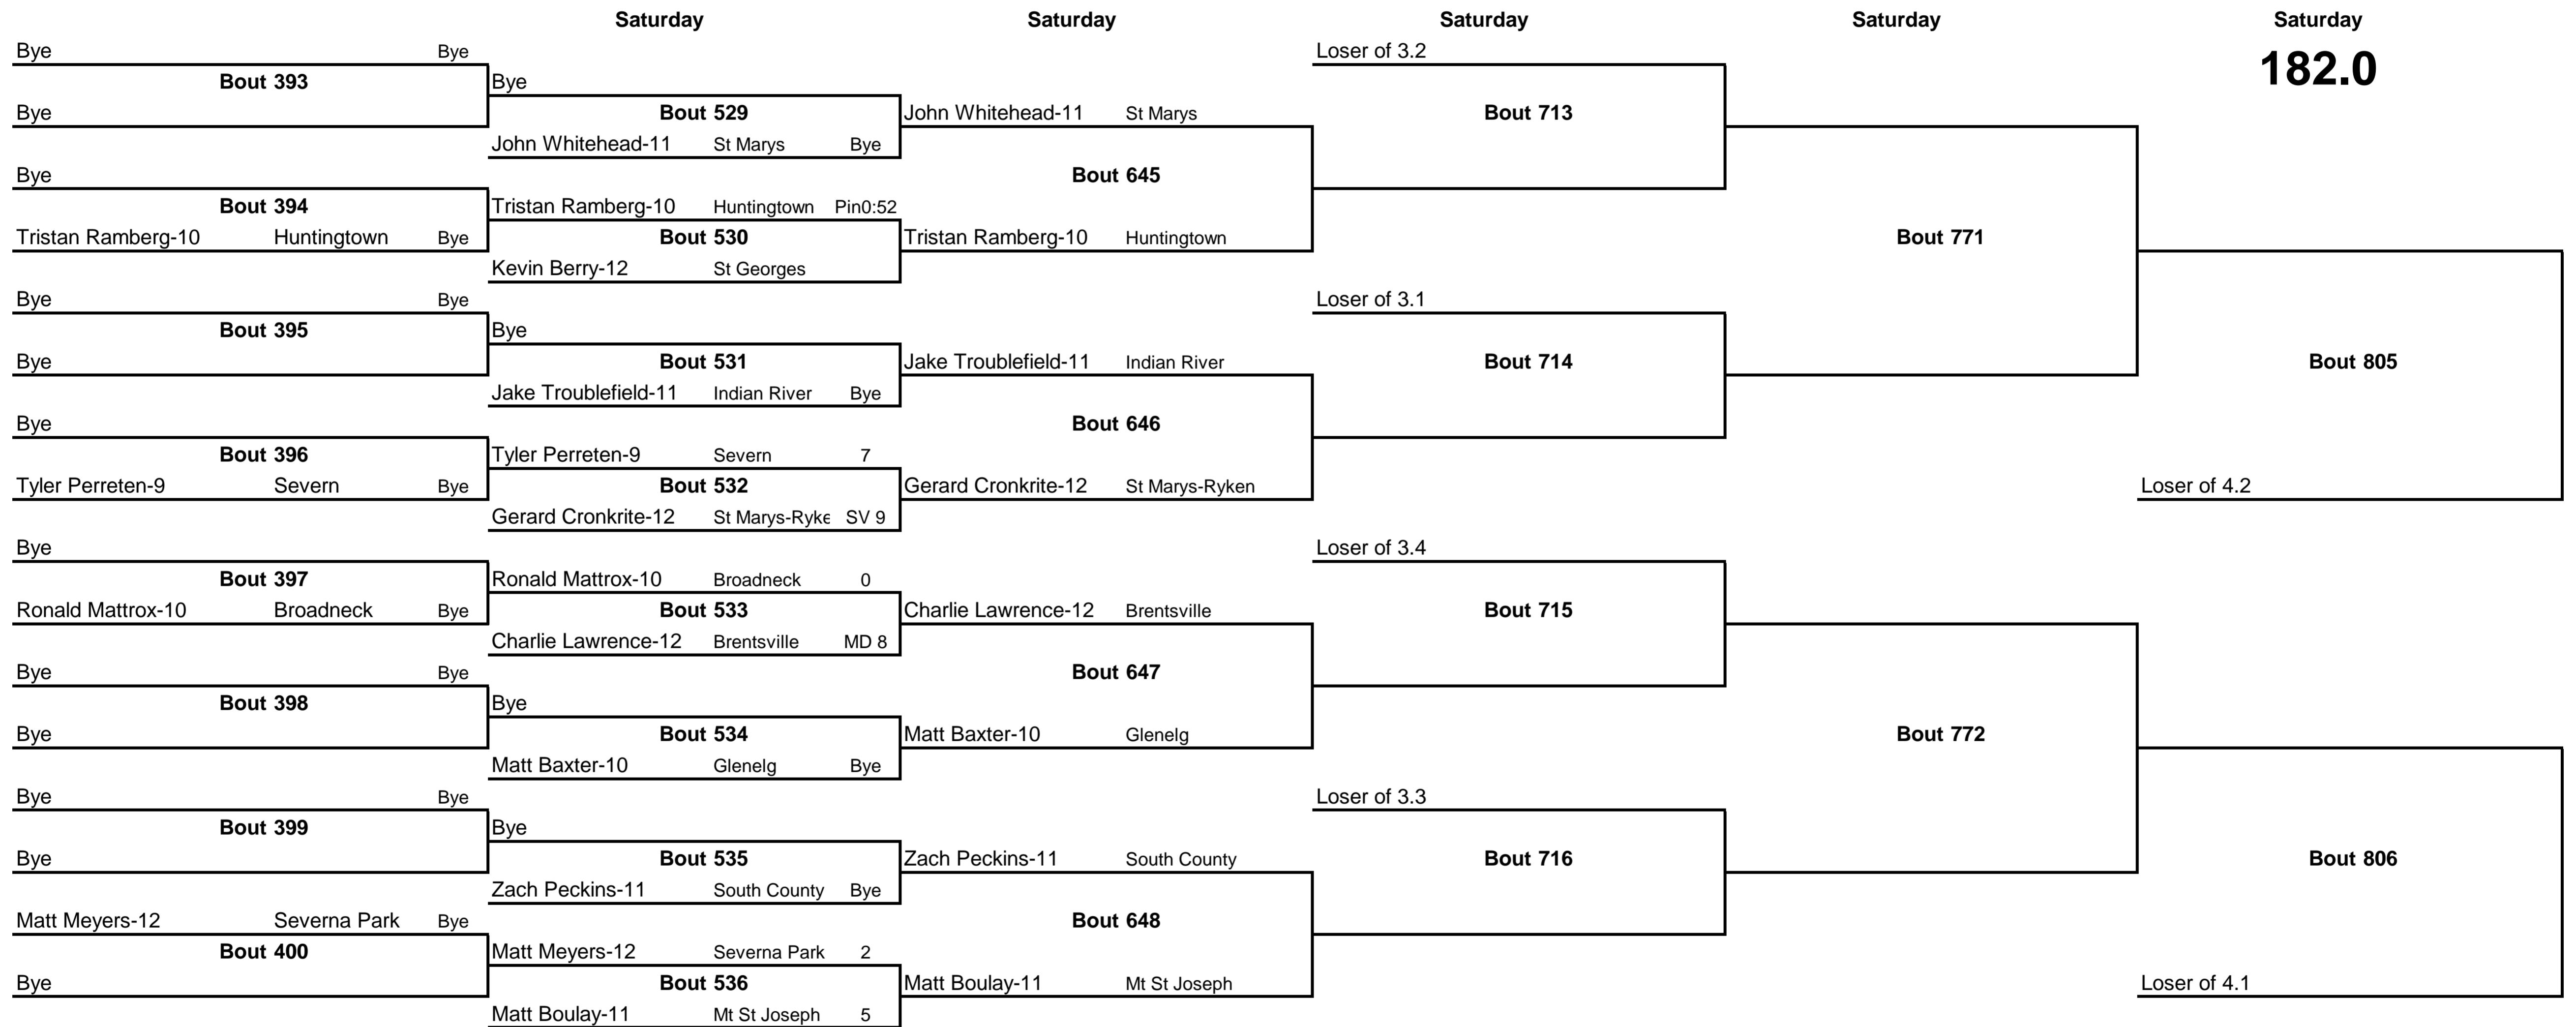 Saturday Saturday Saturday Saturday Saturday
Bye Bye Loser of 3.2 182.0
Bout 393 Bye
Bye Bout 529 John Whitehead-11 St Marys Bout 713
John Whitehead-11 St Marys Bye
Bye Bout 645
Bout 394 Tristan Ramberg-10 Huntingtown Pin0:52
Tristan Ramberg-10 Huntingtown Bye Bout 530 Tristan Ramberg-10 Huntingtown Bout 771
Kevin Berry-12 St Georges
Bye Bye Loser of 3.1
Bout 395 Bye
Bye Bout 531 Jake Troublefield-11 Indian River Bout 714 Bout 805
Jake Troublefield-11 Indian River Bye
Bye Bout 646
Bout 396 Tyler Perreten-9 Severn 7
Tyler Perreten-9 Severn Bye Bout 532 Gerard Cronkrite-12 St Marys-Ryken Loser of 4.2
Gerard Cronkrite-12 St Marys-Ryke SV 9
Bye Loser of 3.4
Bout 397 Ronald Mattrox-10 Broadneck 0
Ronald Mattrox-10 Broadneck Bye Bout 533 Charlie Lawrence-12 Brentsville Bout 715
Charlie Lawrence-12 Brentsville MD 8
Bye Bye Bout 647
Bout 398 Bye
Bye Bout 534 Matt Baxter-10 Glenelg Bout 772
Matt Baxter-10 Glenelg Bye
Bye Bye Loser of 3.3
Bout 399 Bye
Bye Bout 535 Zach Peckins-11 South County Bout 716 Bout 806
Zach Peckins-11 South County Bye
Matt Meyers-12 Severna Park Bye Bout 648
Bout 400 Matt Meyers-12 Severna Park 2
Bye Bout 536 Matt Boulay-11 Mt St Joseph Loser of 4.1
Matt Boulay-11 Mt St Joseph 5